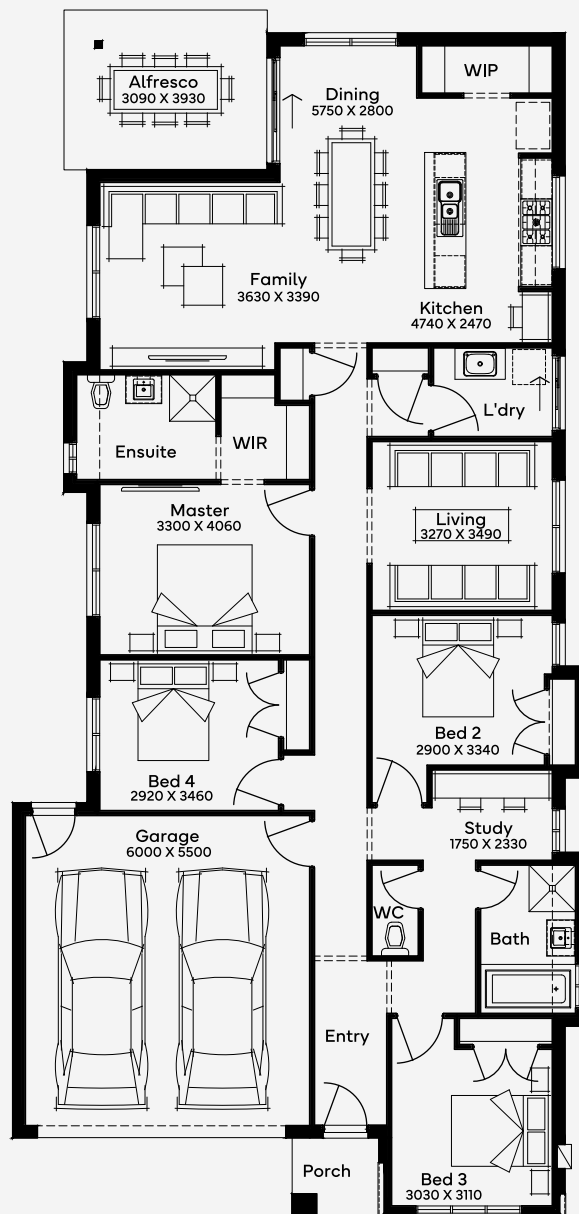 WIP
Alfresco
3090 X 3930
Dining
5750 X 2800
Family
3630 X 3390
Kitchen
4740 X 2470
L'dry
Ensuite
WIR
Master
3300 X 4060
Living
3270 X 3490
Bed 2
2900 X 3340
Bed 4
2920 X 3460
Garage
6000 X 5500
Study
1750 X 2330
WC
Bath
Entry
Porch
Bed 3
3030 X 3110